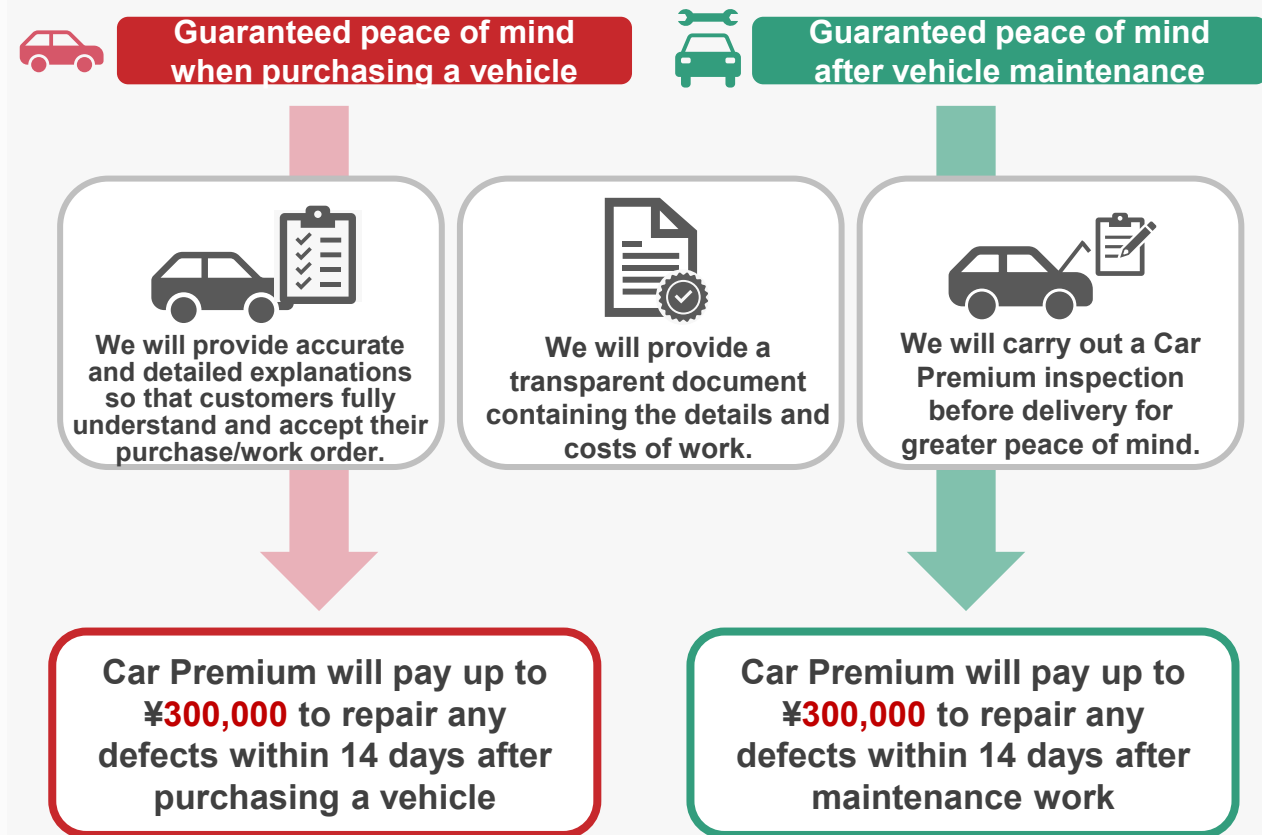 Guaranteed peace of mind
when purchasing a vehicle
Guaranteed peace of mind
after vehicle maintenance
We will provide accurate
and detailed explanations
so that customers fully
understand and accept their
purchase/work order.
We will provide a
transparent document
containing the details and
costs of work.
We will carry out a Car
Premium inspection
before delivery for
greater peace of mind.
Car Premium will pay up to
¥300,000 to repair any
defects within 14 days after
purchasing a vehicle
Car Premium will pay up to
¥300,000 to repair any
defects within 14 days after
maintenance work